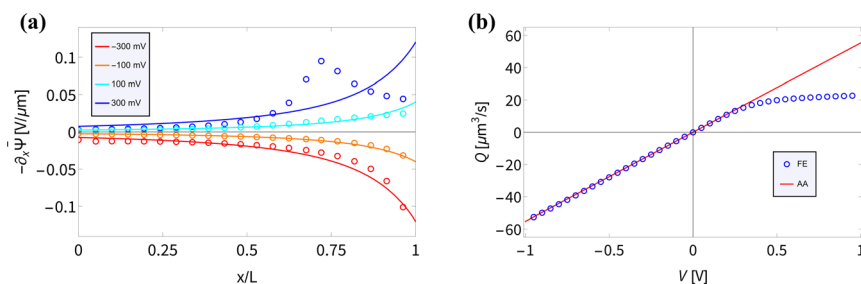 (a)
−∂ₓΨ̄ [V/μm]
0.1
0.05
0
−0.05
−0.1
−300 mV
−100 mV
100 mV
300 mV
0
0.25
0.5
0.75
1
x/L
(b)
Q [μm³/s]
60
40
20
0
−20
−40
−60
FE
AA
−1
−0.5
0
0.5
1
V [V]